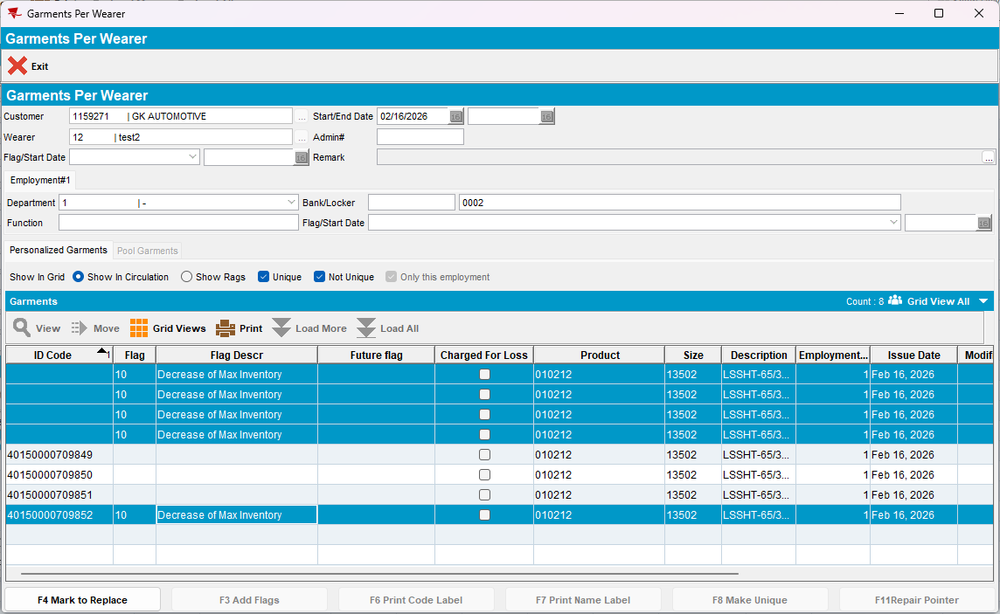 Garments Per Wearer
Garments Per Wearer
Exit
Garments Per Wearer
Customer 1159271 | GK AUTOMOTIVE ... Start/End Date 02/16/2026 16 16
Wearer 12 | test2 ... Admin#
Flag/Start Date 16 Remark ...
Employment#1
Department 1 | - Bank/Locker 0002
Function Flag/Start Date 16
Personalized Garments Pool Garments
Show In Grid Show In Circulation Show Rags Unique Not Unique Only this employment
Garments Count : 8 Grid View All
View Move Grid Views Print Load More Load All
ID Code 1 Flag Flag Descr Future flag Charged For Loss Product Size Description Employment... Issue Date Modif
10 Decrease of Max Inventory 010212 13502 LSSHT-65/3... 1 Feb 16, 2026
10 Decrease of Max Inventory 010212 13502 LSSHT-65/3... 1 Feb 16, 2026
10 Decrease of Max Inventory 010212 13502 LSSHT-65/3... 1 Feb 16, 2026
10 Decrease of Max Inventory 010212 13502 LSSHT-65/3... 1 Feb 16, 2026
40150000709849 010212 13502 LSSHT-65/3... 1 Feb 16, 2026
40150000709850 010212 13502 LSSHT-65/3... 1 Feb 16, 2026
40150000709851 010212 13502 LSSHT-65/3... 1 Feb 16, 2026
40150000709852 10 Decrease of Max Inventory 010212 13502 LSSHT-65/3... 1 Feb 16, 2026
F4 Mark to Replace F3 Add Flags F6 Print Code Label F7 Print Name Label F8 Make Unique F11Repair Pointer